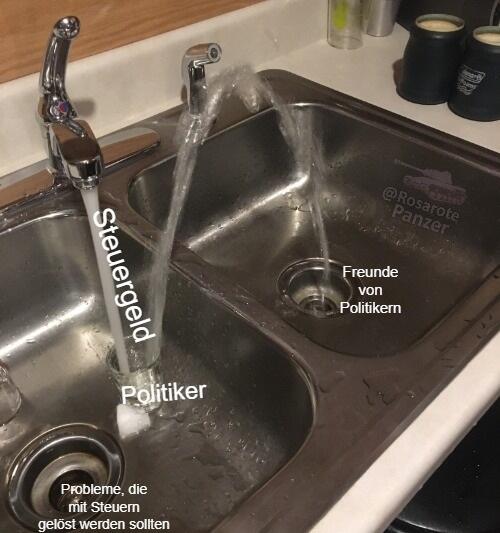 @Rosarote
Panzer
Steuergeld
Freunde
von
Politikern
Politiker
Probleme, die
mit Steuern
gelöst werden sollten